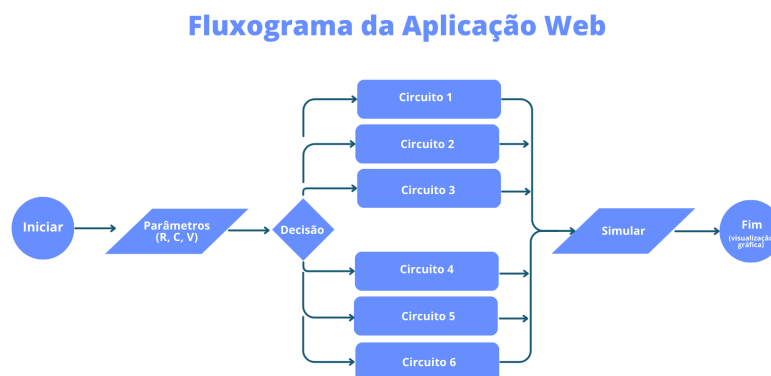 Fluxograma da Aplicação Web
Circuito 1
Circuito 2
Circuito 3
Iniciar
Parâmetros
(R, C, V)
Decisão
Simular
Fim
(visualização
gráfica)
Circuito 4
Circuito 5
Circuito 6